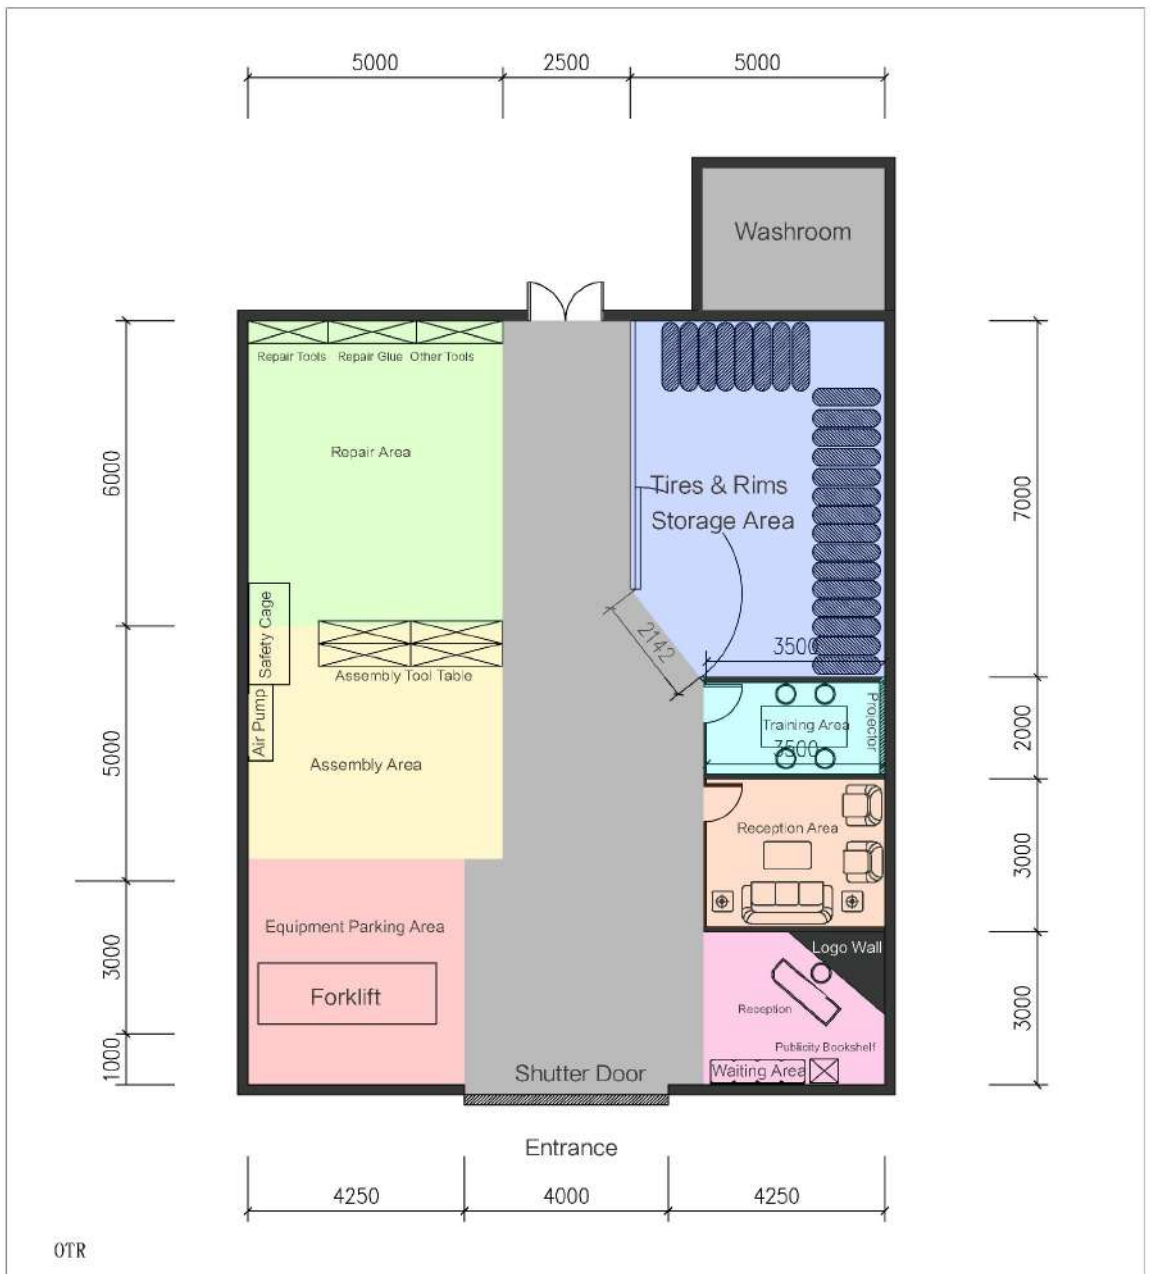 5000
2500
5000
Washroom
Repair Tools
Repair Glue
Other Tools
Repair Area
6000
Tires & Rims
Storage Area
7000
Safety Cage
2142
3500
Assembly Tool Table
Air Pump
Assembly Area
5000
Training Area
Projector
3500
2000
Reception Area
3000
Equipment Parking Area
Forklift
3000
1000
Logo Wall
Reception
Publicity Bookshelf
Waiting Area
3000
Shutter Door
Entrance
4250
4000
4250
OTR